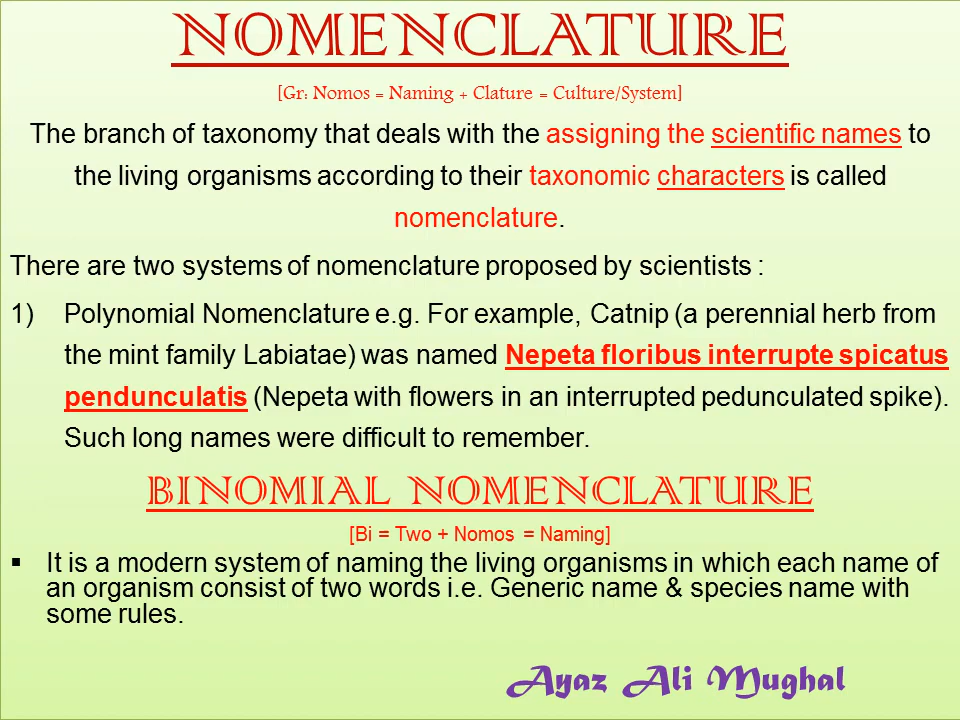 NOMENCLATURE
[Gr: Nomos = Naming + Clature = Culture/System]
The branch of taxonomy that deals with the assigning the scientific names to
the living organisms according to their taxonomic characters is called
nomenclature.
There are two systems of nomenclature proposed by scientists :
1) Polynomial Nomenclature e.g. For example, Catnip (a perennial herb from
the mint family Labiatae) was named Nepeta floribus interrupte spicatus
pendunculatis (Nepeta with flowers in an interrupted pedunculated spike).
Such long names were difficult to remember.
BINOMIAL NOMENCLATURE
[Bi = Two + Nomos = Naming]
▪ It is a modern system of naming the living organisms in which each name of
an organism consist of two words i.e. Generic name & species name with
some rules.
Ayaz Ali Mughal